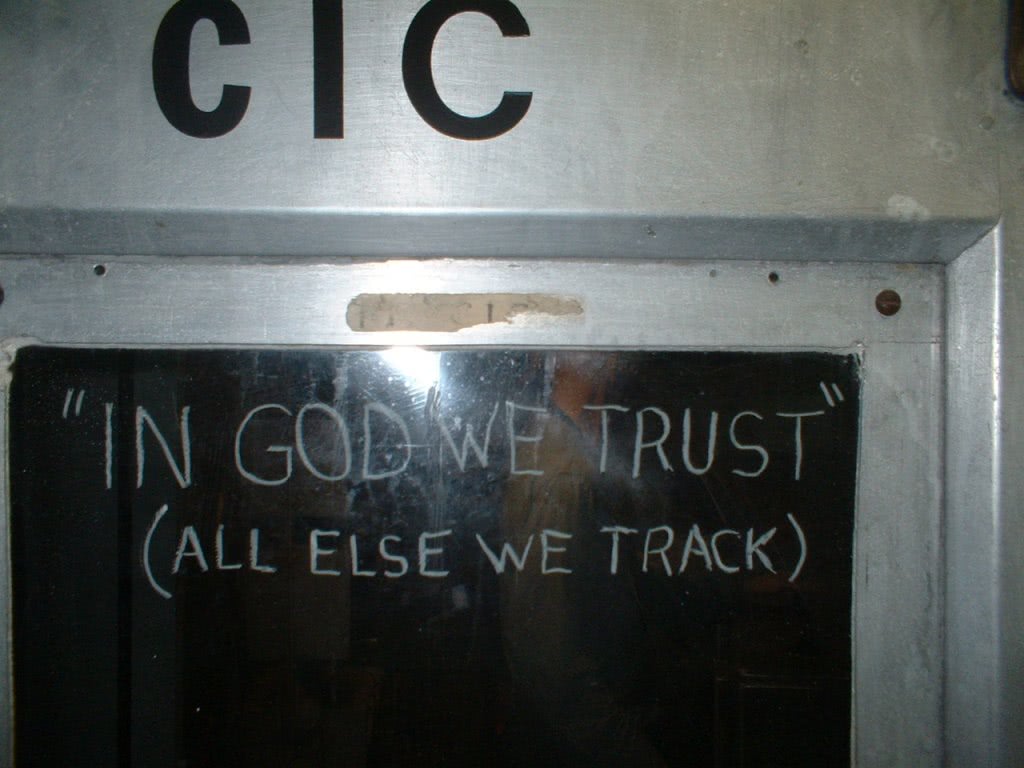 CIC
"IN GOD WE TRUST"
(ALL ELSE WE TRACK)